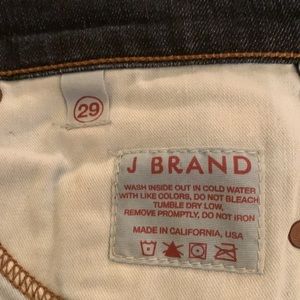 29
J BRAND
WASH INSIDE OUT IN COLD WATER
WITH LIKE COLORS, DO NOT BLEACH
TUMBLE DRY LOW,
REMOVE PROMPTLY, DO NOT IRON
MADE IN CALIFORNIA, USA